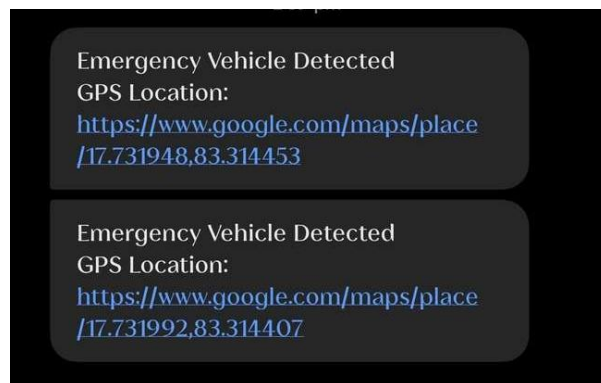 Emergency Vehicle Detected
GPS Location:
https://www.google.com/maps/place
/17.731948,83.314453
Emergency Vehicle Detected
GPS Location:
https://www.google.com/maps/place
/17.731992,83.314407